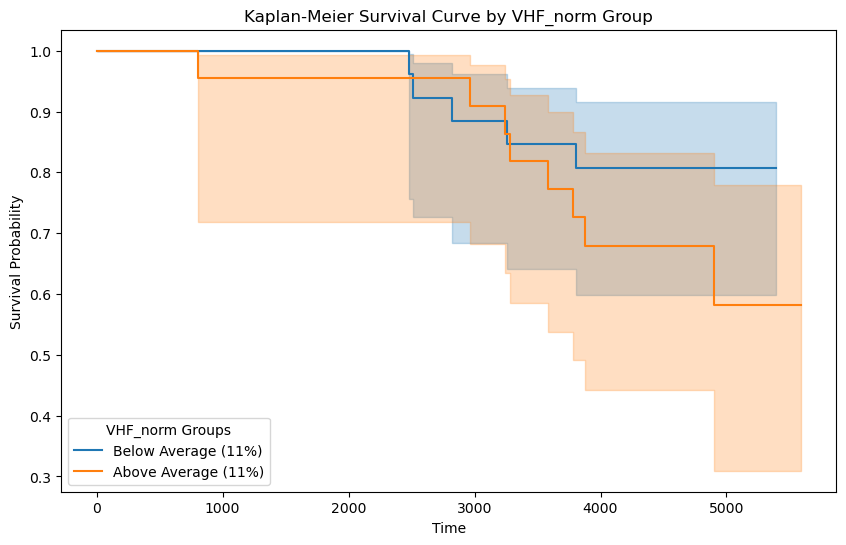 Kaplan-Meier Survival Curve by VHF_norm Group
1.0
0.9
0.8
0.7
0.6
0.5
0.4
0.3
Survival Probability
VHF_norm Groups
Below Average (11%)
Above Average (11%)
0 1000 2000 3000 4000 5000
Time